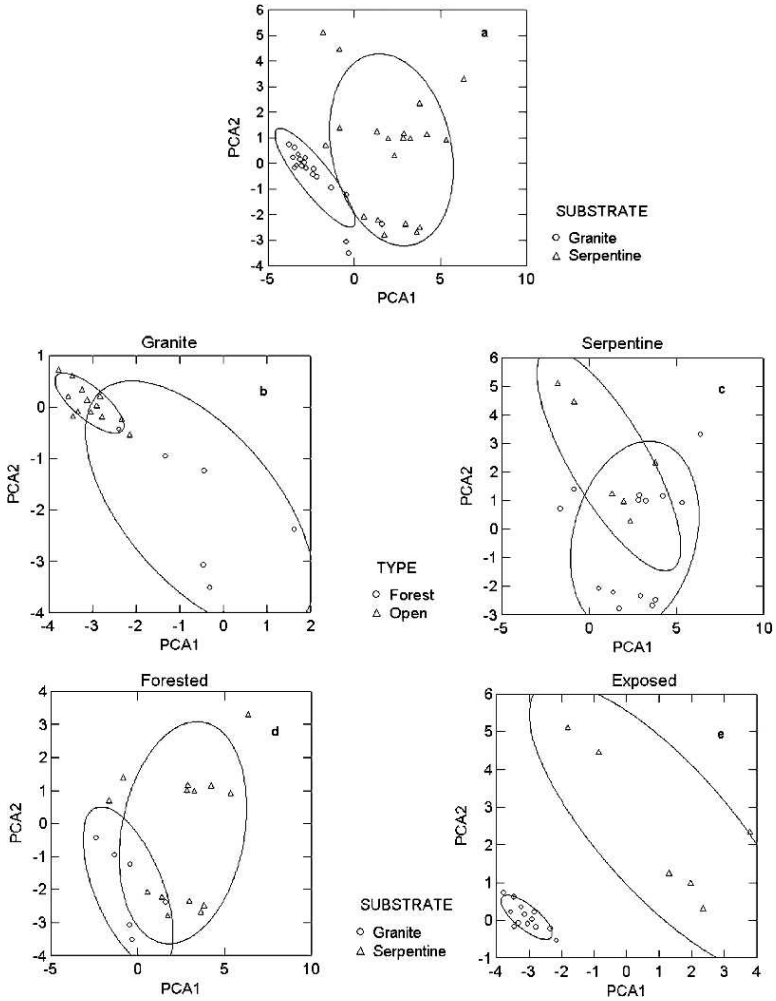 6
5
4
3
2
1
0
-1
-2
-3
-4
PCA2
a
-5 0 5 10
PCA1
SUBSTRATE
Granite
Serpentine
Granite
1
0
-1
-2
-3
-4
PCA2
b
-4 -3 -2 -1 0 1 2
PCA1
TYPE
Forest
Open
Serpentine
6
5
4
3
2
1
0
-1
-2
-3
PCA2
c
-5 0 5 10
PCA1
Forested
4
3
2
1
0
-1
-2
-3
-4
PCA2
d
-5 0 5 10
PCA1
SUBSTRATE
Granite
Serpentine
Exposed
6
5
4
3
2
1
0
-1
PCA2
e
-4 -3 -2 -1 0 1 2 3 4
PCA1